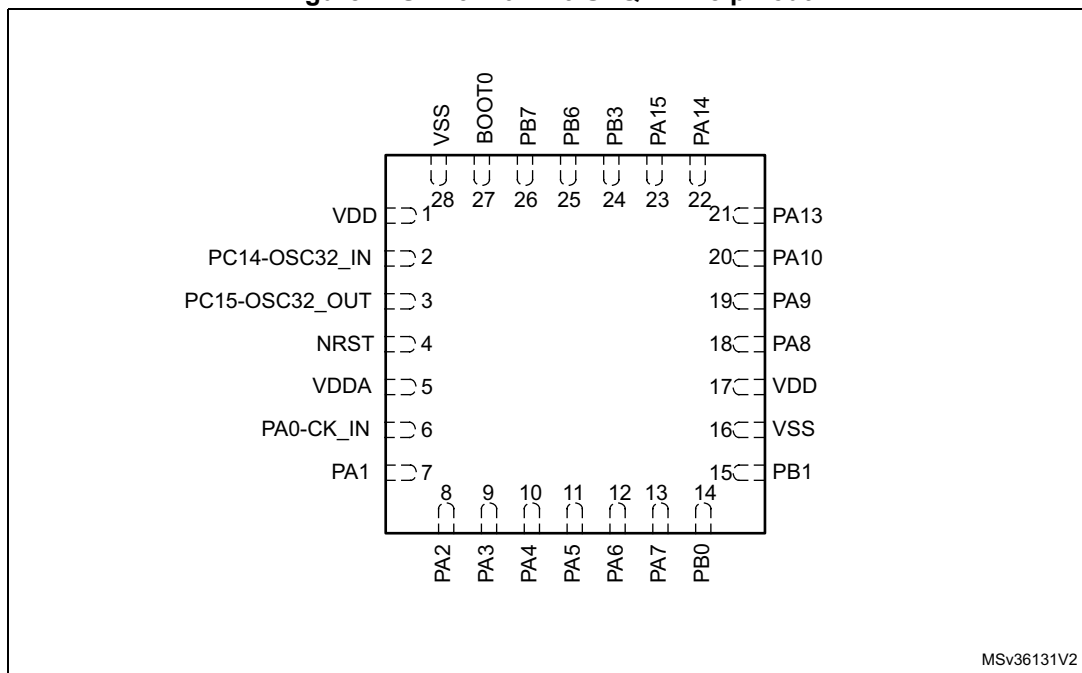 VSS
BOOT0
PB7
PB6
PB3
PA15
PA14
28
27
26
25
24
23
22
VDD 1
PC14-OSC32_IN 2
PC15-OSC32_OUT 3
NRST 4
VDDA 5
PA0-CK_IN 6
PA1 7
21 PA13
20 PA10
19 PA9
18 PA8
17 VDD
16 VSS
15 PB1
8
9
10
11
12
13
14
PA2
PA3
PA4
PA5
PA6
PA7
PB0
MSv36131V2